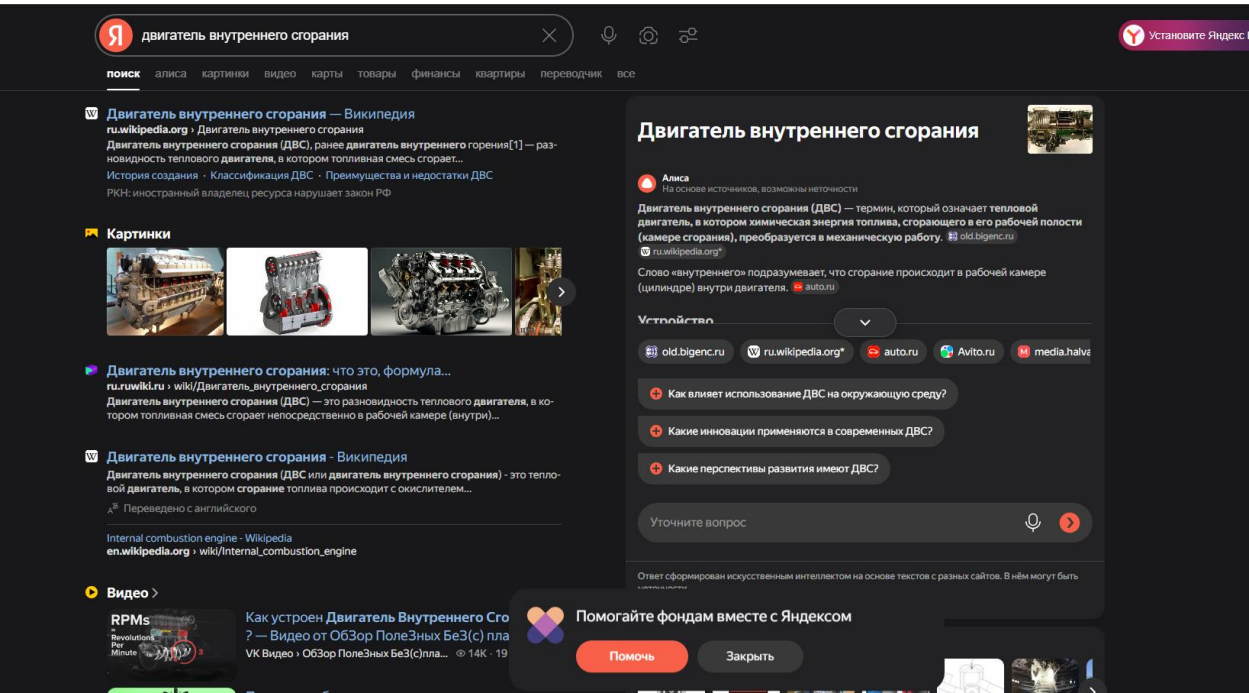 Я двигатель внутреннего сгорания
Установите Яндекс
поиск алиса картинки видео карты товары финансы квартиры переводчик все
Двигатель внутреннего сгорания — Википедия
ru.wikipedia.org › Двигатель внутреннего сгорания
Двигатель внутреннего сгорания (ДВС), ранее двигатель внутреннего горения[1] — раз-
новидность теплового двигателя, в котором топливная смесь сгорает...
История создания · Классификация ДВС · Преимущества и недостатки ДВС
РКН: иностранный владелец ресурса нарушает закон РФ
Картинки
ru.ruwiki.ru › wiki/Двигатель_внутреннего_сгорания
Двигатель внутреннего сгорания: что это, формула...
Двигатель внутреннего сгорания (ДВС) — это разновидность теплового двигателя, в ко-
тором топливная смесь сгорает непосредственно в рабочей камере (внутри)...
Двигатель внутреннего сгорания - Википедия
Двигатель внутреннего сгорания (ДВС или двигатель внутреннего сгорания) - это тепло-
вой двигатель, в котором сгорание топлива происходит с окислителем...
Переведено с английского
Internal combustion engine - Wikipedia
en.wikipedia.org › wiki/Internal_combustion_engine
Видео
RPMs
=
Revolutions
Per
Minute
3
Как устроен Двигатель Внутреннего Сго
? — Видео от ОбЗор ПолеЗных БеЗ(с) пла
VK Видео › ОбЗор ПолеЗных БеЗ(с)пла... 14K · 19
Двигатель внутреннего сгорания
Алиса
На основе источников, возможны неточности
Двигатель внутреннего сгорания (ДВС) — термин, который означает тепловой
двигатель, в котором химическая энергия топлива, сгорающего в его рабочей полости
(камере сгорания), преобразуется в механическую работу. old.bigenc.ru
ru.wikipedia.org*
Слово «внутреннего» подразумевает, что сгорание происходит в рабочей камере
(цилиндре) внутри двигателя. auto.ru
Устройство
old.bigenc.ru ru.wikipedia.org* auto.ru Avito.ru media.halva
Как влияет использование ДВС на окружающую среду?
Какие инновации применяются в современных ДВС?
Какие перспективы развития имеют ДВС?
Уточните вопрос
Ответ сформирован искусственным интеллектом на основе текстов с разных сайтов. В нём могут быть
Помогайте фондам вместе с Яндексом
Помочь Закрыть